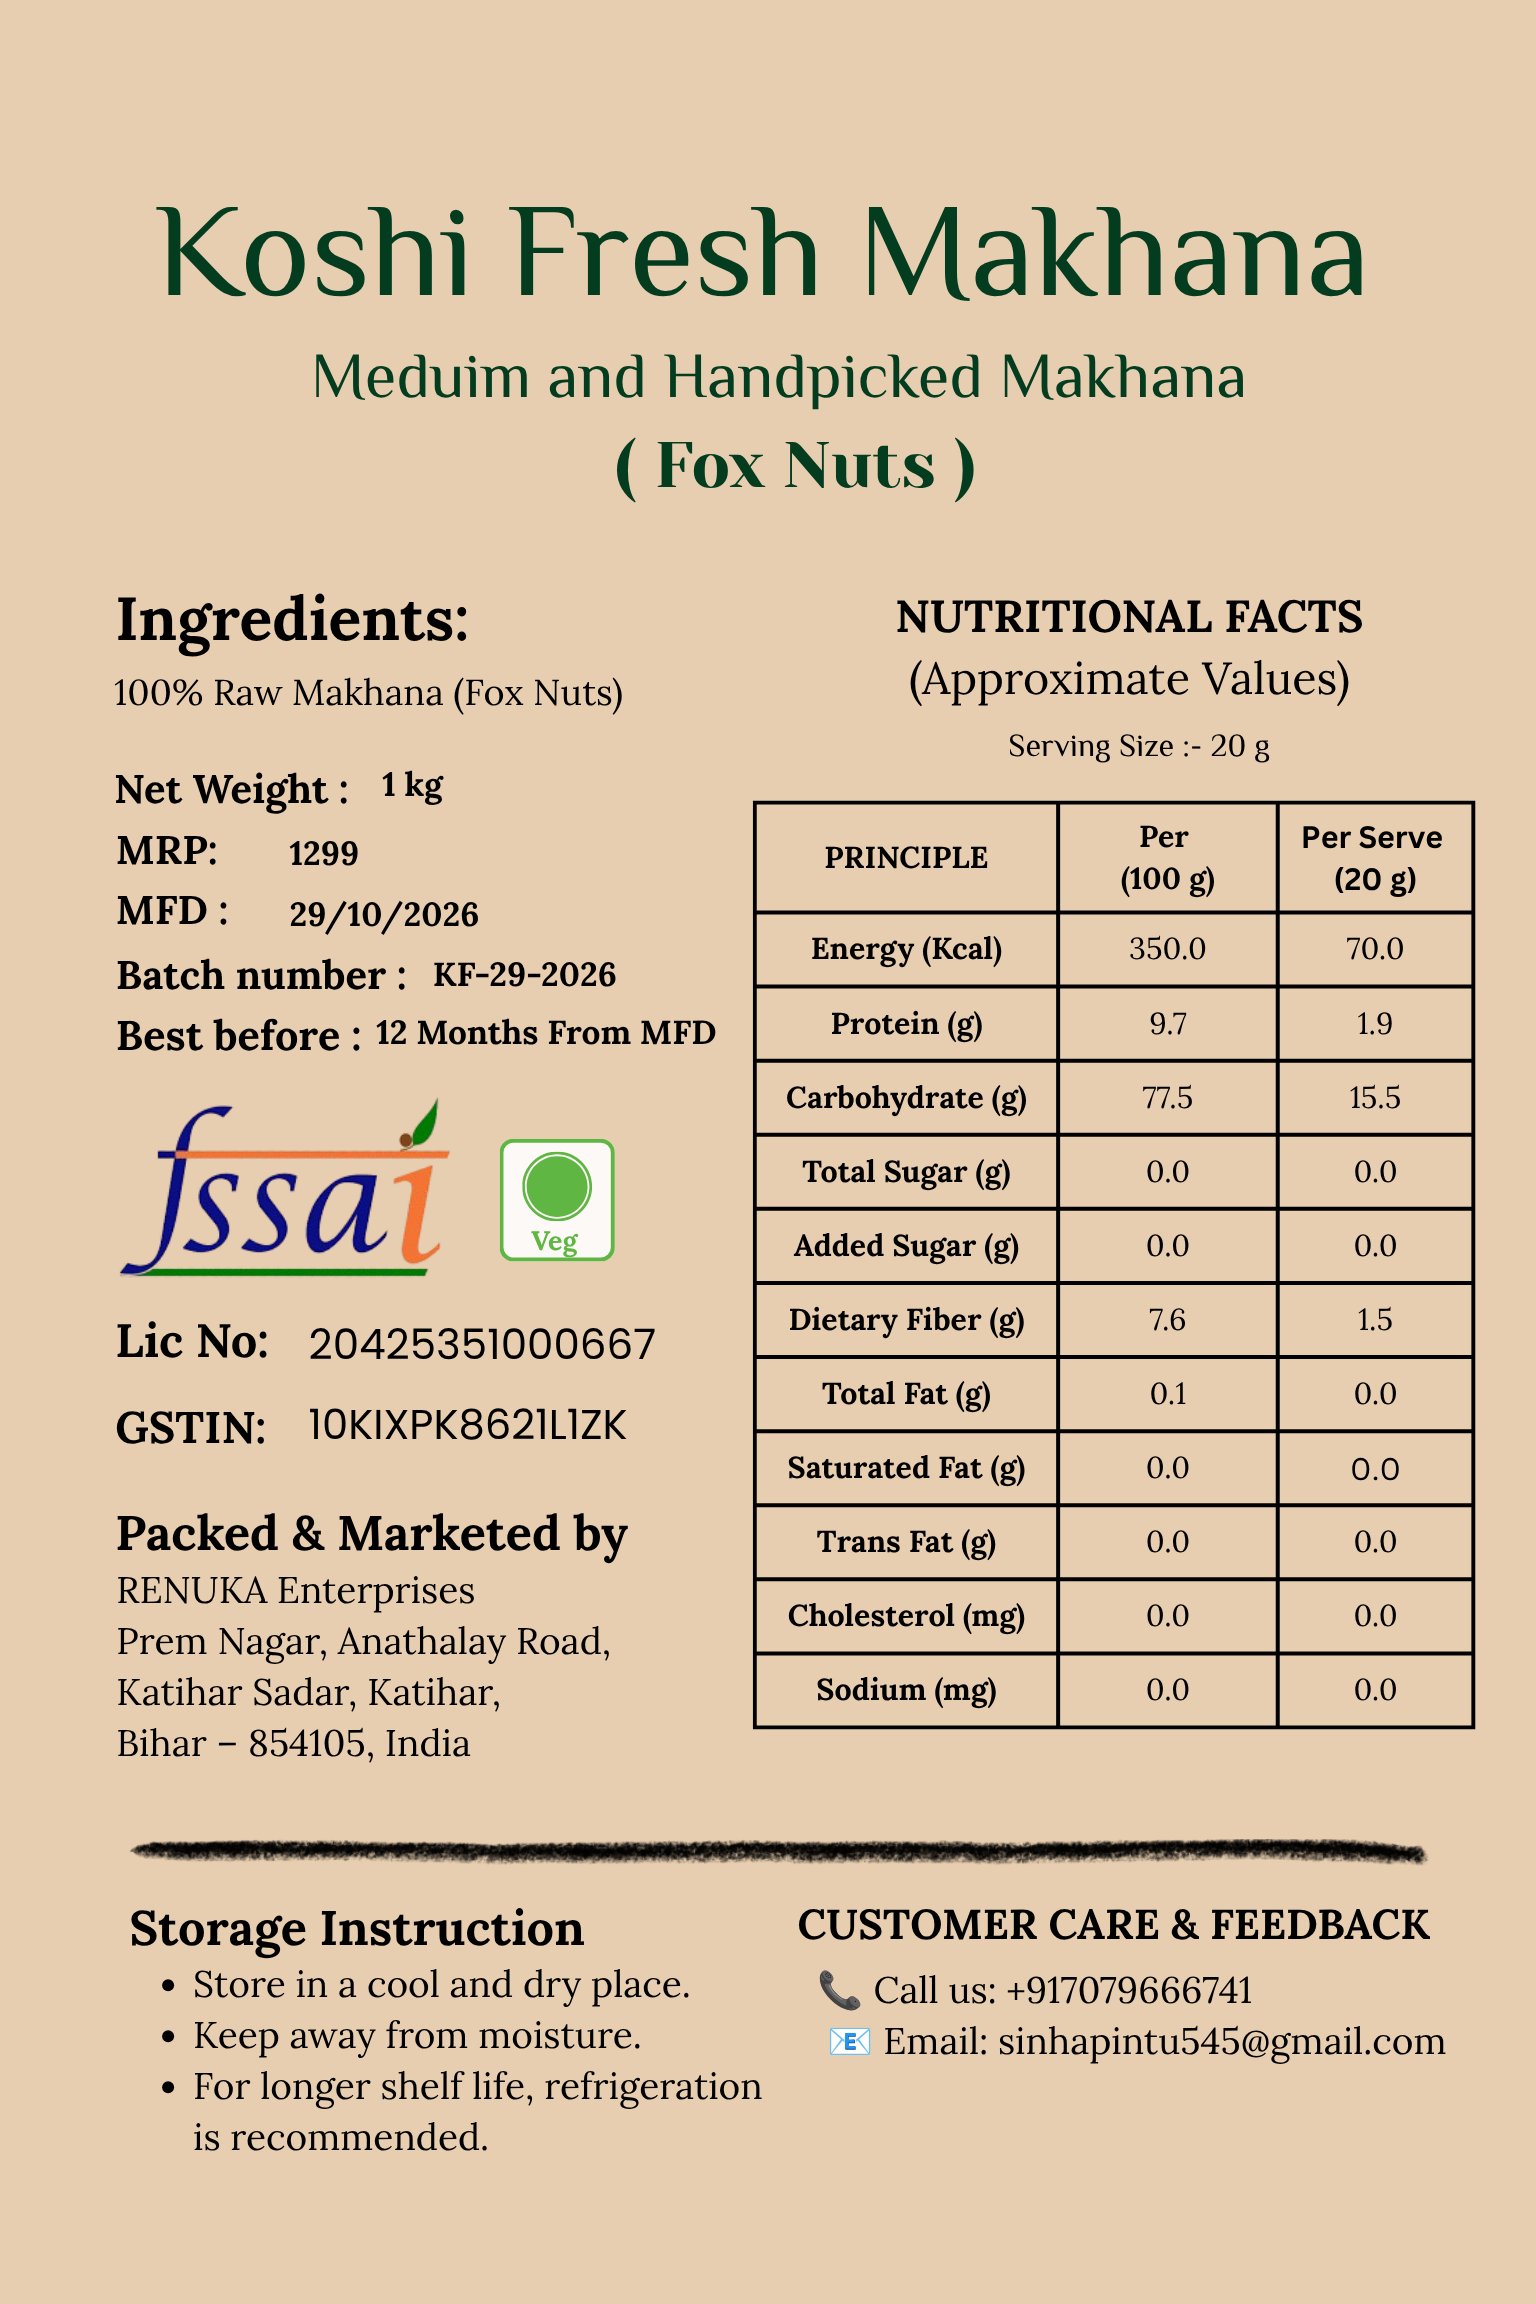 Koshi Fresh Makhana
Meduim and Handpicked Makhana
( Fox Nuts )
Ingredients:
100% Raw Makhana (Fox Nuts)
Net Weight : 1 kg
MRP: 1299
MFD : 29/10/2026
Batch number : KF-29-2026
Best before : 12 Months From MFD
fssai
Veg
Lic No: 20425351000667
GSTIN: 10KIXPK8621L1ZK
Packed & Marketed by
RENUKA Enterprises
Prem Nagar, Anathalay Road,
Katihar Sadar, Katihar,
Bihar – 854105, India
NUTRITIONAL FACTS
(Approximate Values)
Serving Size :- 20 g
PRINCIPLE Per (100 g) Per Serve (20 g)
Energy (Kcal) 350.0 70.0
Protein (g) 9.7 1.9
Carbohydrate (g) 77.5 15.5
Total Sugar (g) 0.0 0.0
Added Sugar (g) 0.0 0.0
Dietary Fiber (g) 7.6 1.5
Total Fat (g) 0.1 0.0
Saturated Fat (g) 0.0 0.0
Trans Fat (g) 0.0 0.0
Cholesterol (mg) 0.0 0.0
Sodium (mg) 0.0 0.0
Storage Instruction
• Store in a cool and dry place.
• Keep away from moisture.
• For longer shelf life, refrigeration
is recommended.
CUSTOMER CARE & FEEDBACK
📞 Call us: +917079666741
📧 Email: sinhapintu545@gmail.com